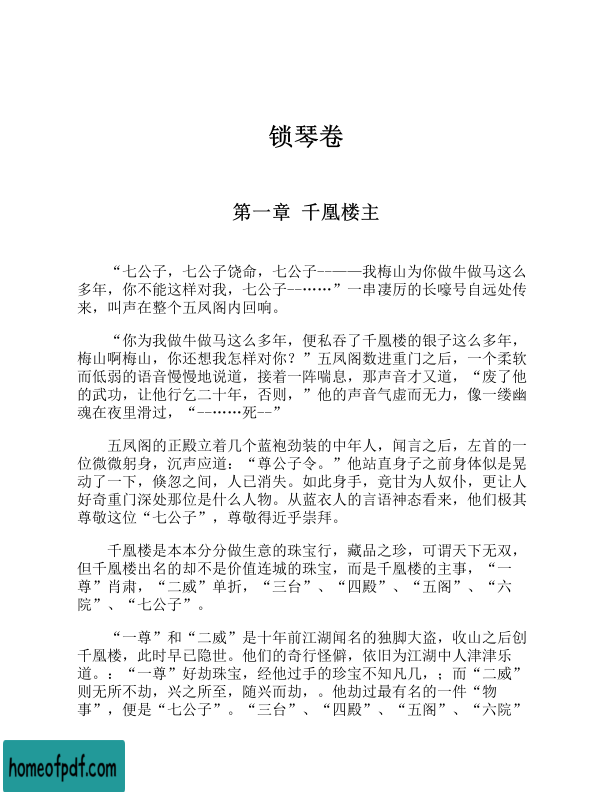 锁琴卷
第一章 千凰楼主
“七公子，七公子饶命，七公子--———我梅山为你做牛做马这么
多年，你不能这样对我，七公子--……”一串凄厉的长嚎号自远处传
来，叫声在整个五凤阁内回响。
“你为我做牛做马这么多年，便私吞了千凰楼的银子这么多年，
梅山啊梅山，你还想我怎样对你？”五凤阁数进重门之后，一个柔软
而低弱的语音慢慢地说道，接着一阵喘息，那声音才又道，“废了他
的武功，让他行乞二十年，否则，”他的声音气虚而无力，像一缕幽
魂在夜里滑过，“--……死--”
五凤阁的正殿立着几个蓝袍劲装的中年人，闻言之后，左首的一
位微微躬身，沉声应道：“尊公子令。”他站直身子之前身体似是晃
动了一下，倏忽之间，人已消失。如此身手，竟甘为人奴仆，更让人
好奇重门深处那位是什么人物。从蓝衣人的言语神态看来，他们极其
尊敬这位“七公子”，尊敬得近乎崇拜。
千凰楼是本本分分做生意的珠宝行，藏品之珍，可谓天下无双，
但千凰楼出名的却不是价值连城的珠宝，而是千凰楼的主事，“一
尊”肖肃，“二威”单折，“三台”、“四殿”、“五阁”、“六
院”、“七公子”。
“一尊”和“二威”是十年前江湖闻名的独脚大盗，收山之后创
千凰楼，此时早已隐世。他们的奇行怪僻，依旧为江湖中人津津乐
道。：“一尊”好劫珠宝，经他过手的珍宝不知凡几，；而“二威”
则无所不劫，兴之所至，随兴而劫，。他劫过最有名的一件“物
事”，便是“七公子”。“三台”、“四殿”、“五阁”、“六院”
homeofpdf.com